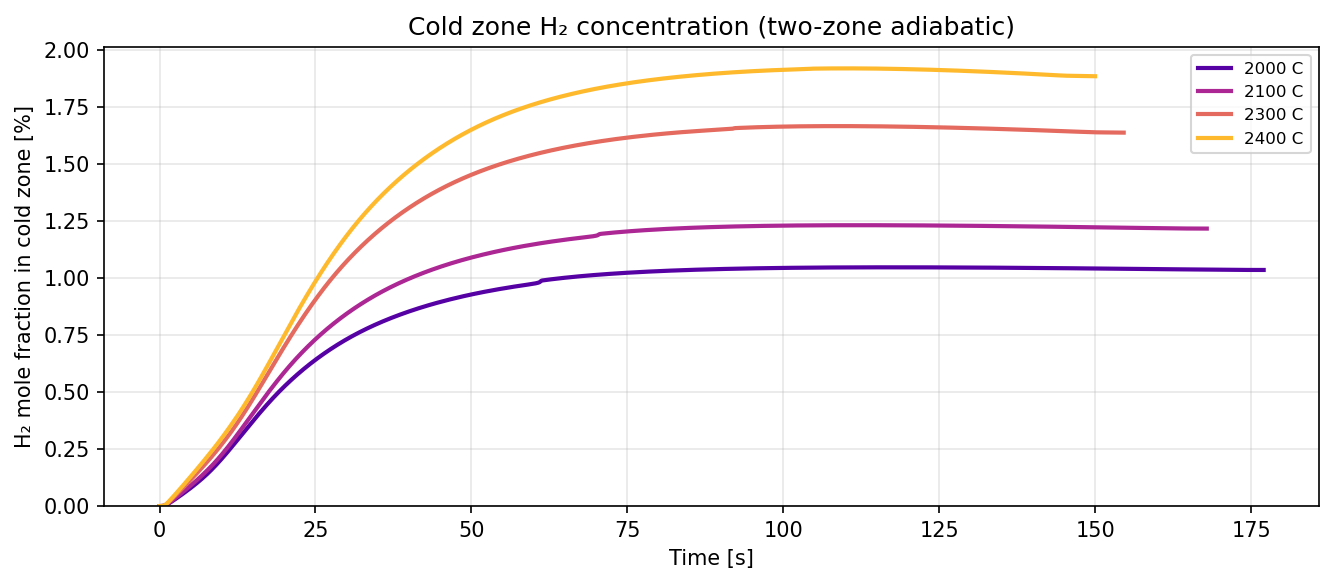 Cold zone H₂ concentration (two-zone adiabatic)
H₂ mole fraction in cold zone [%]
2.00
1.75
1.50
1.25
1.00
0.75
0.50
0.25
0.00
2000 C
2100 C
2300 C
2400 C
0 25 50 75 100 125 150 175
Time [s]